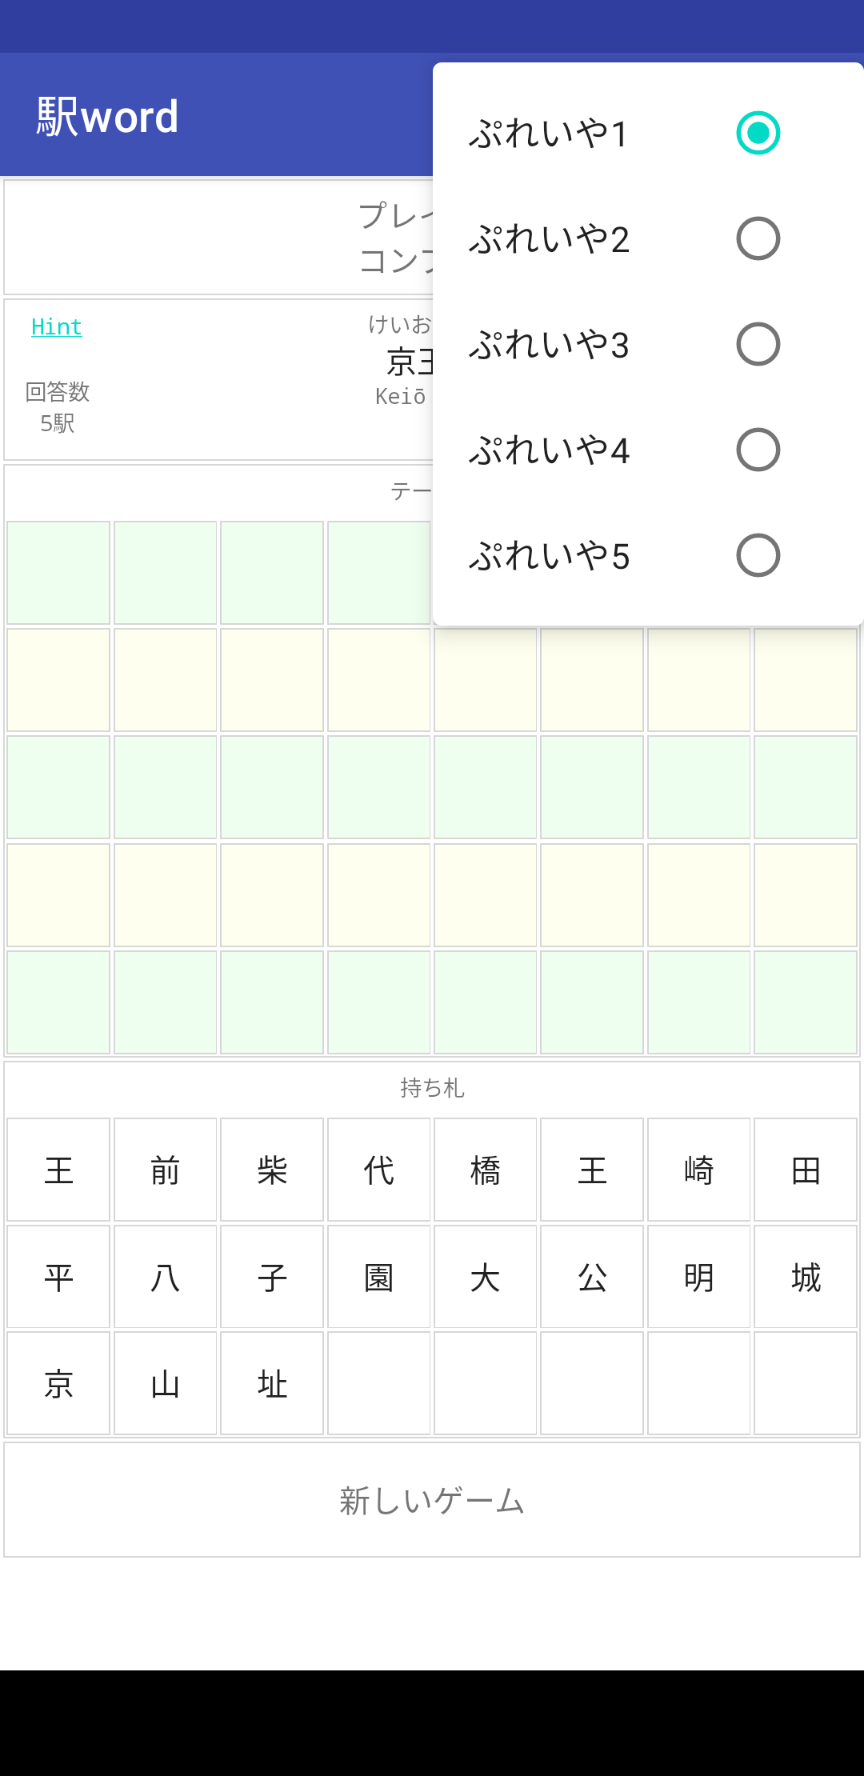 駅word
ぷれいや1
ぷれいや2
ぷれいや3
ぷれいや4
ぷれいや5
プレイ
コンプ
Hint
回答数
5駅
けいお
京王
Keiō
テー
持ち札
王 前 柴 代 橋 王 崎 田
平 八 子 園 大 公 明 城
京 山 址
新しいゲーム